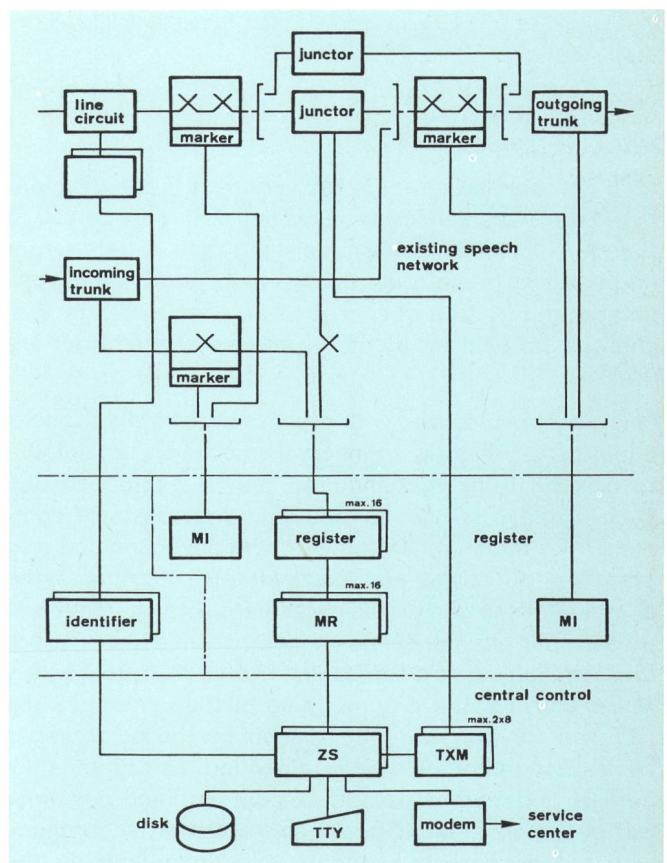 junctor
line
circuit
marker
junctor
marker
outgoing
trunk
existing speech
network
incoming
trunk
marker
max. 16
MI
register
register
max. 16
identifier
MR
MI
central control
max. 2x8
ZS
TXM
disk
TTY
modem
service
center